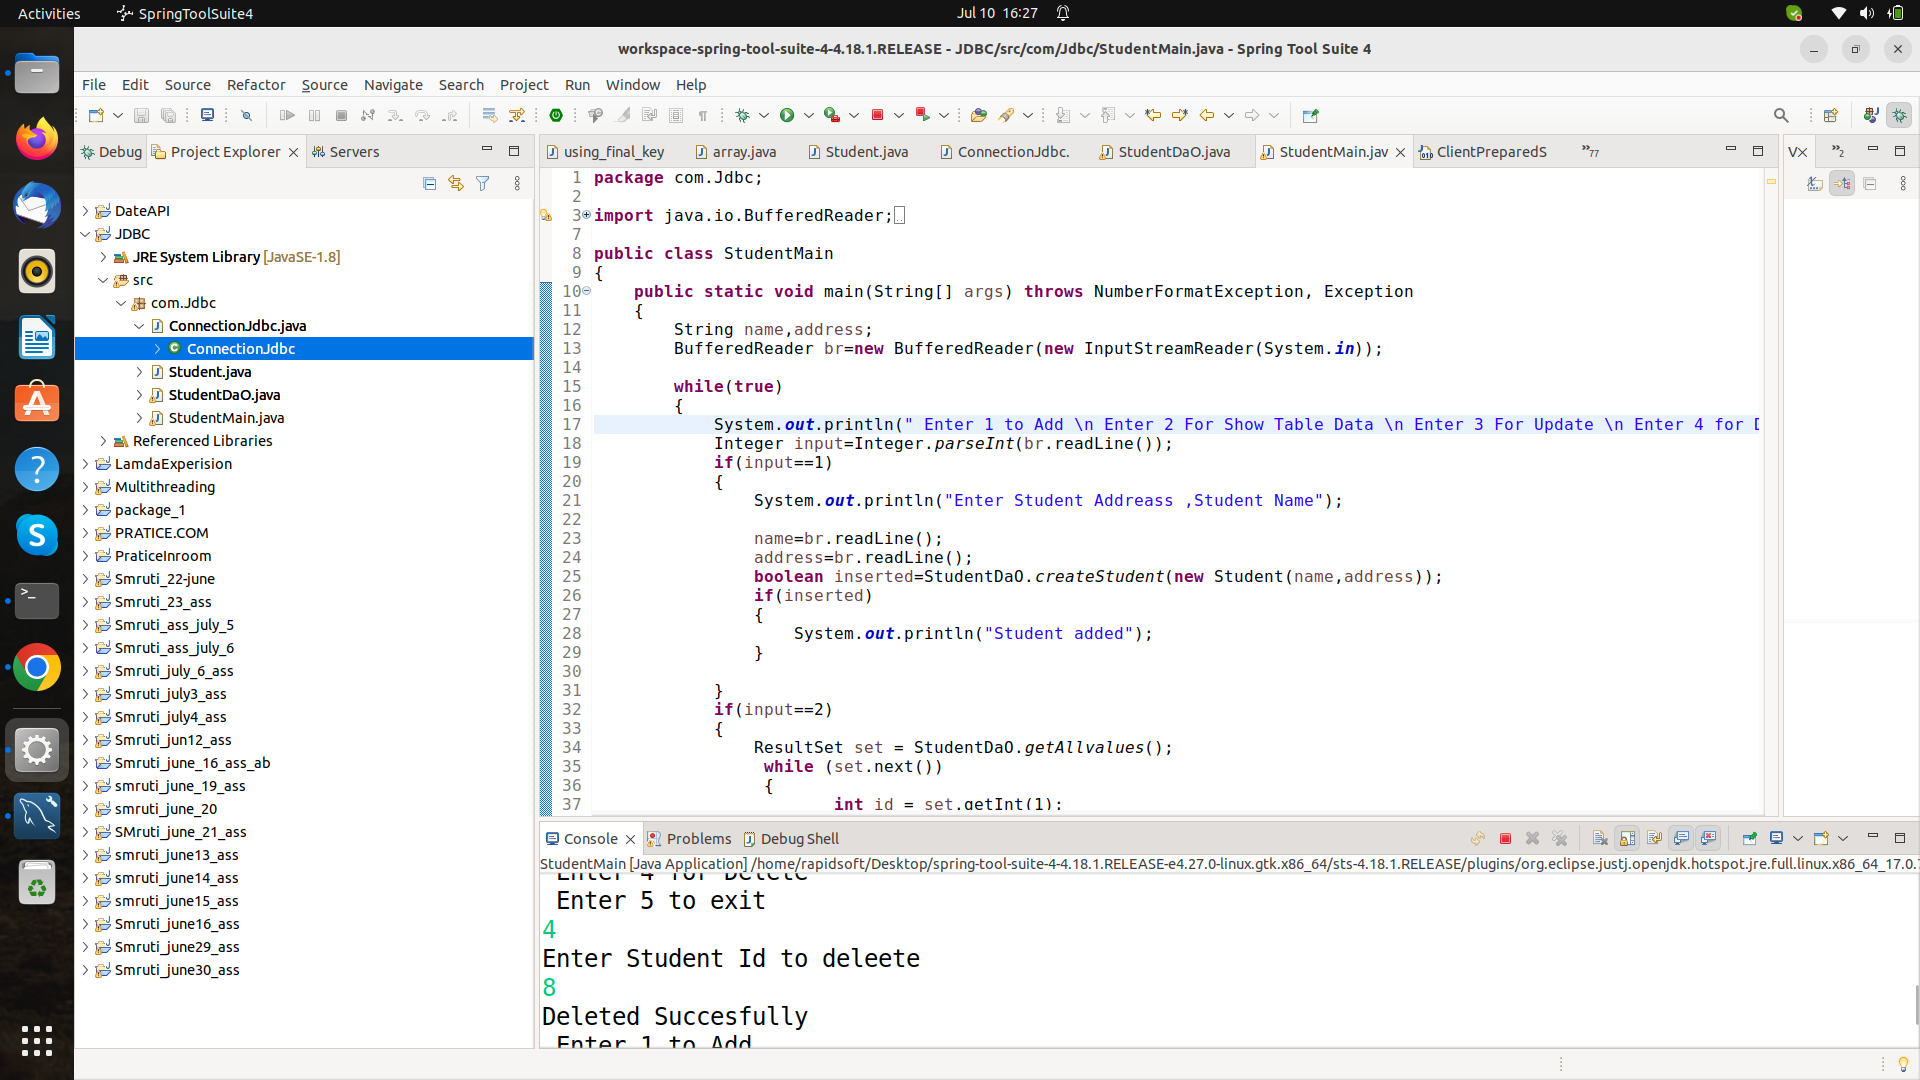 Activities
SpringToolSuite4
Jul 10 16:27
workspace-spring-tool-suite-4-4.18.1.RELEASE - JDBC/src/com/Jdbc/StudentMain.java - Spring Tool Suite 4
File Edit Source Refactor Source Navigate Search Project Run Window Help
Debug
Project Explorer
Servers
DateAPI
JDBC
JRE System Library [JavaSE-1.8]
src
com.Jdbc
ConnectionJdbc.java
ConnectionJdbc
Student.java
StudentDaO.java
StudentMain.java
Referenced Libraries
LamdaExperision
Multithreading
package_1
PRATICE.COM
PraticeInroom
Smruti_22-june
Smruti_23_ass
Smruti_ass_july_5
Smruti_ass_july_6
Smruti_july_6_ass
Smruti_july3_ass
Smruti_july4_ass
Smruti_jun12_ass
Smruti_june_16_ass_ab
smruti_june_19_ass
smruti_june_20
SMruti_june_21_ass
smruti_june13_ass
smruti_june14_ass
smruti_june15_ass
Smruti_june16_ass
Smruti_june29_ass
Smruti_june30_ass
using_final_key
array.java
Student.java
ConnectionJdbc.
StudentDaO.java
StudentMain.jav
ClientPreparedS
»77
V
»2
1 package com.Jdbc;
2
3 import java.io.BufferedReader;
7
8 public class StudentMain
9 {
10 public static void main(String[] args) throws NumberFormatException, Exception
11 {
12 String name,address;
13 BufferedReader br=new BufferedReader(new InputStreamReader(System.in));
14
15 while(true)
16 {
17 System.out.println(" Enter 1 to Add \n Enter 2 For Show Table Data \n Enter 3 For Update \n Enter 4 for D
18 Integer input=Integer.parseInt(br.readLine());
19 if(input==1)
20 {
21 System.out.println("Enter Student Addreass ,Student Name");
22
23 name=br.readLine();
24 address=br.readLine();
25 boolean inserted=StudentDaO.createStudent(new Student(name,address));
26 if(inserted)
27 {
28 System.out.println("Student added");
29 }
30
31 }
32 if(input==2)
33 {
34 ResultSet set = StudentDaO.getAllvalues();
35 while (set.next())
36 {
37 int id = set.getInt(1);
Console
Problems
Debug Shell
StudentMain [Java Application] /home/rapidsoft/Desktop/spring-tool-suite-4-4.18.1.RELEASE-e4.27.0-linux.gtk.x86_64/sts-4.18.1.RELEASE/plugins/org.eclipse.justj.openjdk.hotspot.jre.full.linux.x86_64_17.0.
Enter 4 for Delete
Enter 5 to exit
4
Enter Student Id to deleete
8
Deleted Succesfully
Enter 1 to Add